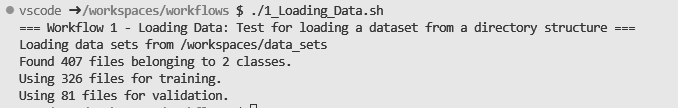 vscode ➜/workspaces/workflows $ ./1_Loading_Data.sh
=== Workflow 1 - Loading Data: Test for loading a dataset from a directory structure ===
Loading data sets from /workspaces/data_sets
Found 407 files belonging to 2 classes.
Using 326 files for training.
Using 81 files for validation.